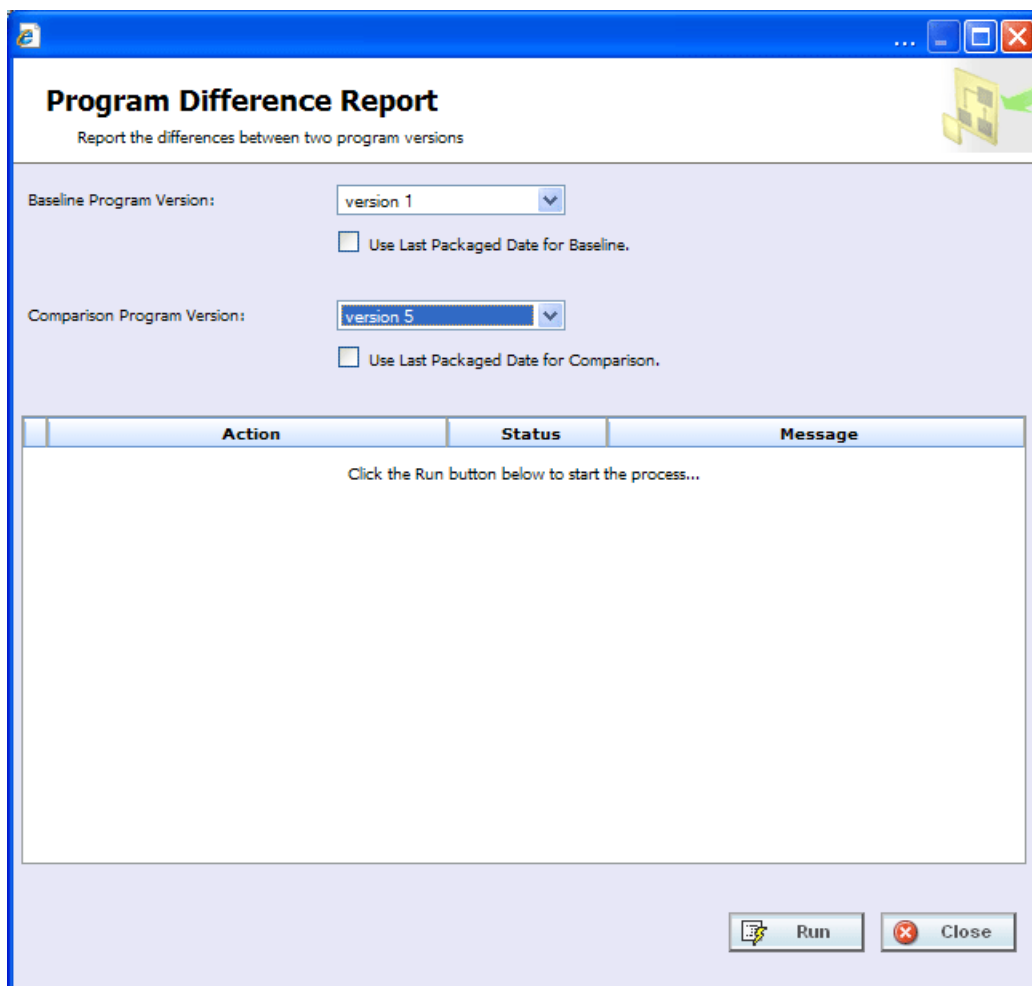 ...
Program Difference Report
Report the differences between two program versions
Baseline Program Version: version 1
Use Last Packaged Date for Baseline.
Comparison Program Version: version 5
Use Last Packaged Date for Comparison.
Action Status Message
Click the Run button below to start the process...
Run Close